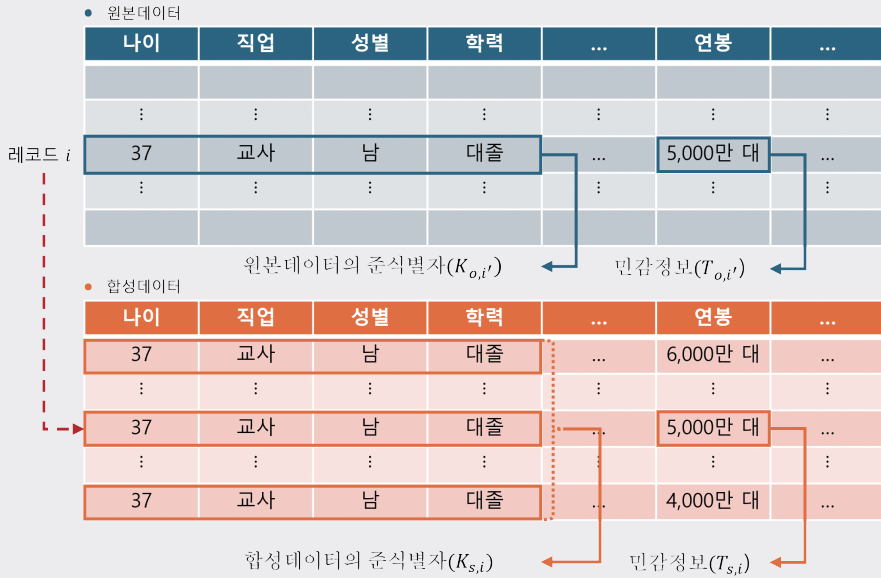 • 원본데이터
나이 직업 성별 학력 ... 연봉 ...
⋮ ⋮ ⋮ ⋮ ⋮ ⋮ ⋮
레코드 i 37 교사 남 대졸 ... 5,000만 대 ...
⋮ ⋮ ⋮ ⋮ ⋮ ⋮ ⋮
원본데이터의 준식별자(K_{o,i'}) 민감정보(T_{o,i'})
• 합성데이터
나이 직업 성별 학력 ... 연봉 ...
37 교사 남 대졸 ... 6,000만 대 ...
⋮ ⋮ ⋮ ⋮ ⋮ ⋮ ⋮
37 교사 남 대졸 ... 5,000만 대 ...
⋮ ⋮ ⋮ ⋮ ⋮ ⋮ ⋮
37 교사 남 대졸 ... 4,000만 대 ...
합성데이터의 준식별자(K_{s,i}) 민감정보(T_{s,i})